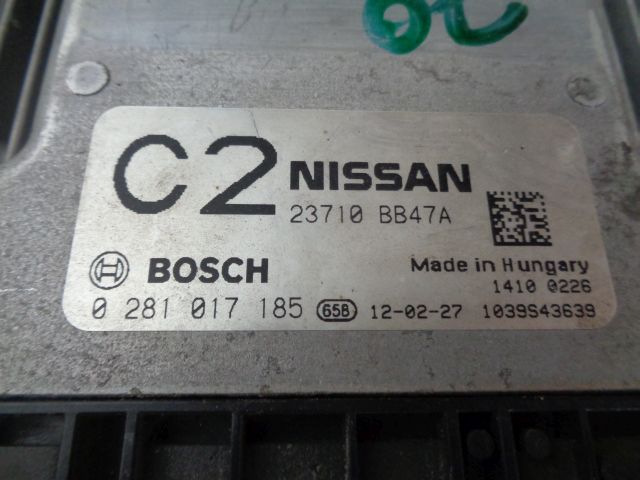 C2 NISSAN
23710 BB47A
BOSCH
Made in Hungary
1410 0226
0 281 017 185 658 12-02-27 1039S43639